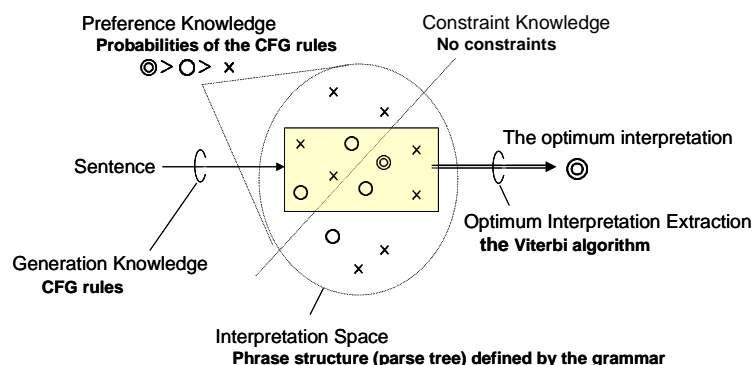 Preference Knowledge
Probabilities of the CFG rules
◎ > ○ > ×
Constraint Knowledge
No constraints
Sentence
The optimum interpretation
Optimum Interpretation Extraction
the Viterbi algorithm
Generation Knowledge
CFG rules
Interpretation Space
Phrase structure (parse tree) defined by the grammar